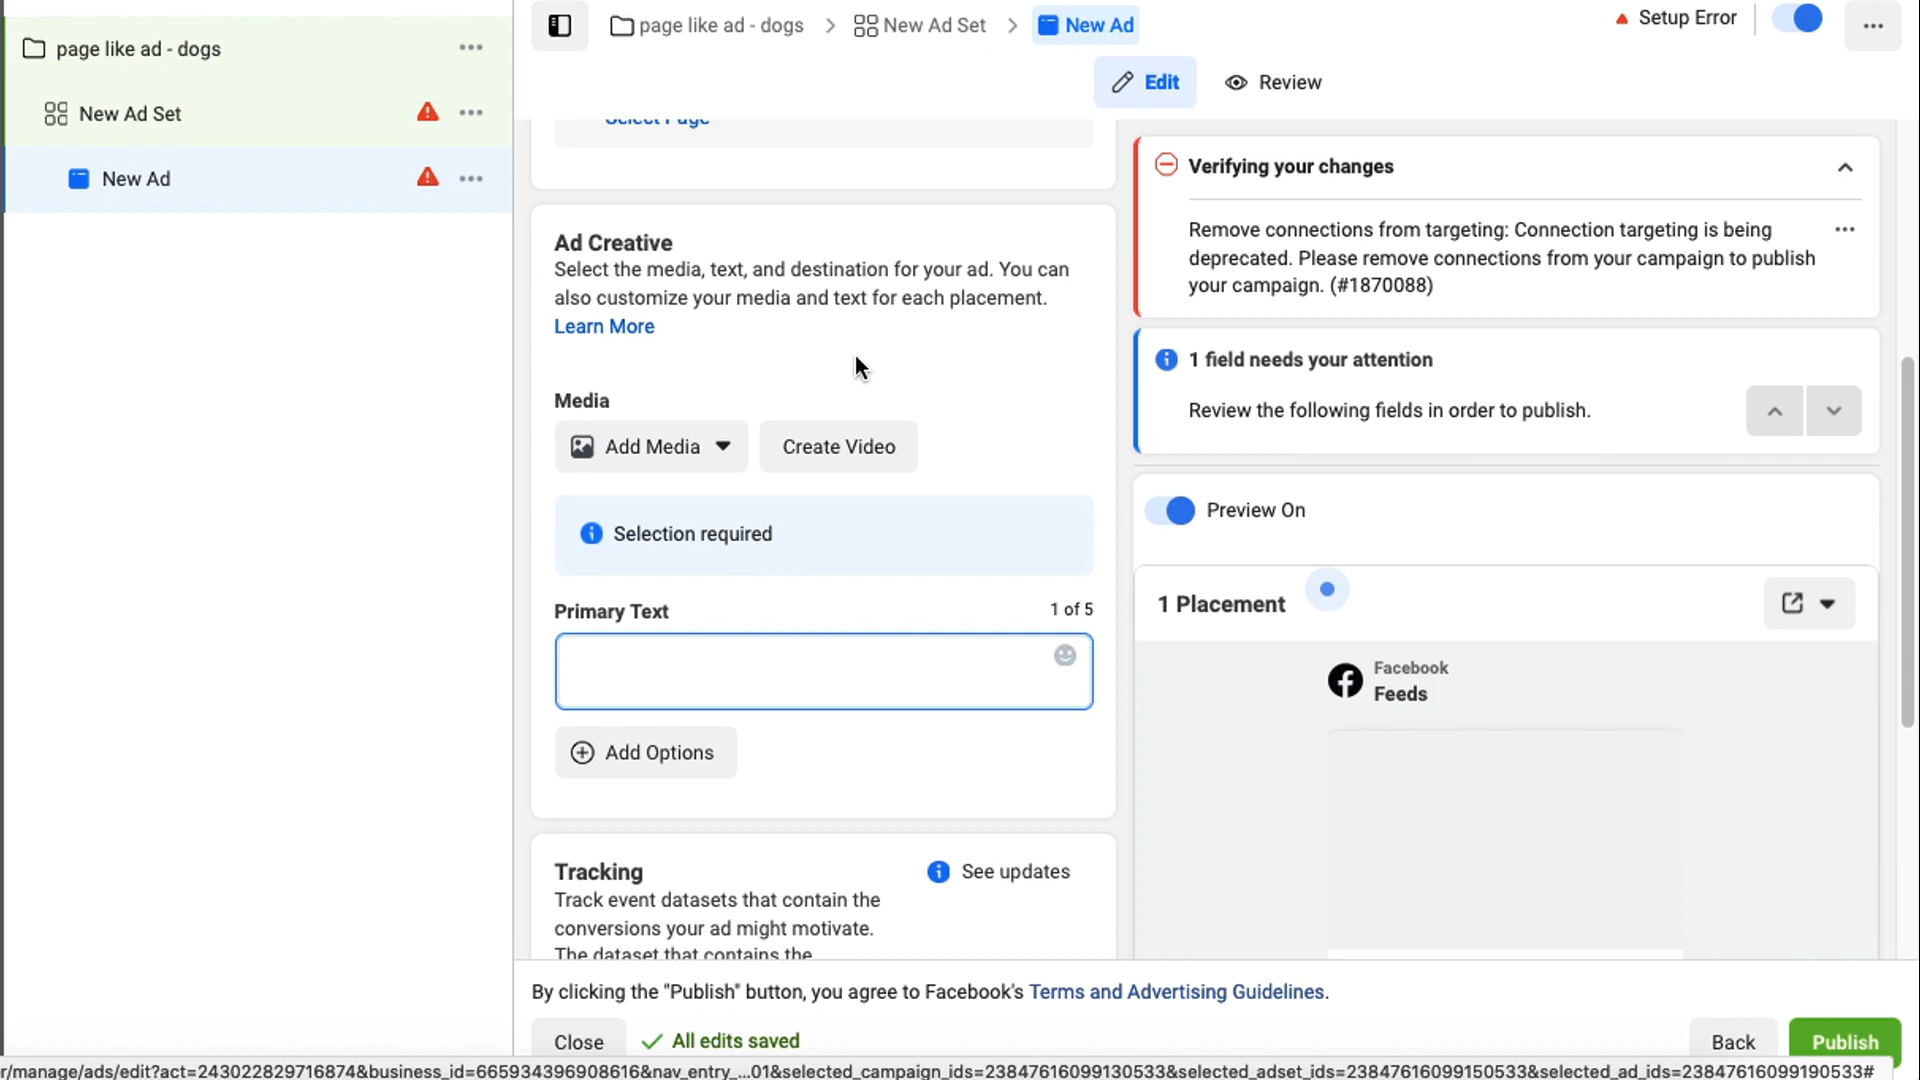 page like ad - dogs
New Ad Set
New Ad
page like ad - dogs
New Ad Set
New Ad
Setup Error
Edit
Review
Select Page
Ad Creative
Select the media, text, and destination for your ad. You can
also customize your media and text for each placement.
Learn More
Media
Add Media
Create Video
Selection required
Primary Text
1 of 5
Add Options
Tracking
See updates
Track event datasets that contain the
conversions your ad might motivate.
The dataset that contains the
Verifying your changes
Remove connections from targeting: Connection targeting is being
deprecated. Please remove connections from your campaign to publish
your campaign. (#1870088)
1 field needs your attention
Review the following fields in order to publish.
Preview On
1 Placement
Facebook
Feeds
By clicking the "Publish" button, you agree to Facebook's Terms and Advertising Guidelines.
Close
All edits saved
Back
Publish
r/manage/ads/edit?act=243022829716874&business_id=665934396908616&nav_entry_...01&selected_campaign_ids=23847616099130533&selected_adset_ids=23847616099150533&selected_ad_ids=23847616099190533#